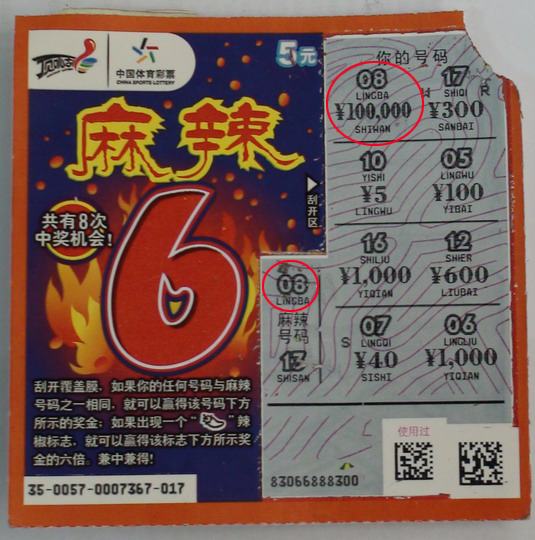 顶呱刮
中国体育彩票
CHINA SPORTS LOTTERY
5元
麻辣
6
共有8次
中奖机会!
刮开区
刮开覆盖膜，如果你的任何号码与麻辣
号码之一相同，就可以赢得该号码下方
所示的奖金；如果出现一个“ ”辣
椒标志，就可以赢得该标志下方所示奖
金的六倍。兼中兼得!
35-0057-0007367-017
你的号码
08 17
LINGBA SHIQI R
¥100,000 ¥300
SHIWAN SANBAI
10 05
YISHI LINGWU
¥5 ¥100
LINGWU YIBAI
16 12
SHILIU SHIER
¥1,000 ¥600
YIQIAN LIUBAI
07 06
S LINGQI LINGLIU
¥40 ¥1,000
SISHI YIQIAN
08
LINGBA
麻辣
号码
13
SHISAN
使用过
83066888300